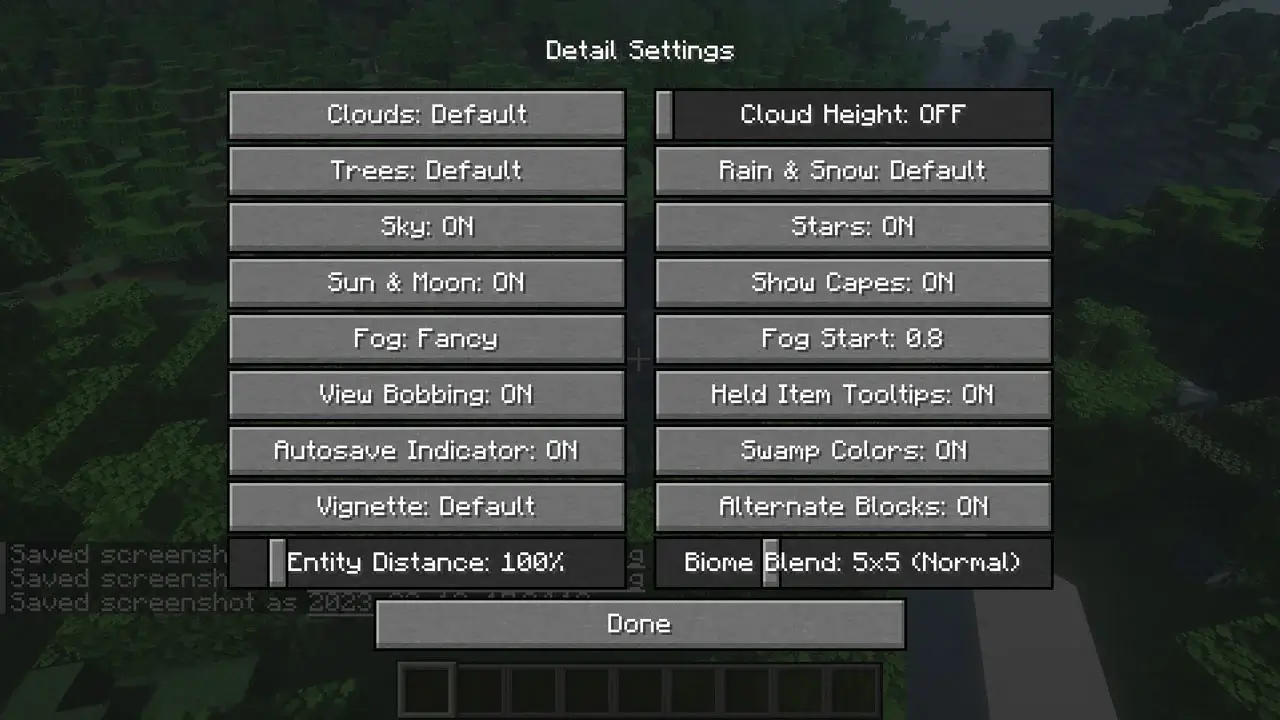 Detail Settings
Clouds: Default
Cloud Height: OFF
Trees: Default
Rain & Snow: Default
Sky: ON
Stars: ON
Sun & Moon: ON
Show Capes: ON
Fog: Fancy
Fog Start: 0.8
View Bobbing: ON
Held Item Tooltips: ON
Autosave Indicator: ON
Swamp Colors: ON
Vignette: Default
Alternate Blocks: ON
Entity Distance: 100%
Biome Blend: 5x5 (Normal)
Saved screensh
Saved screensh
Saved screenshot as 2023
Done